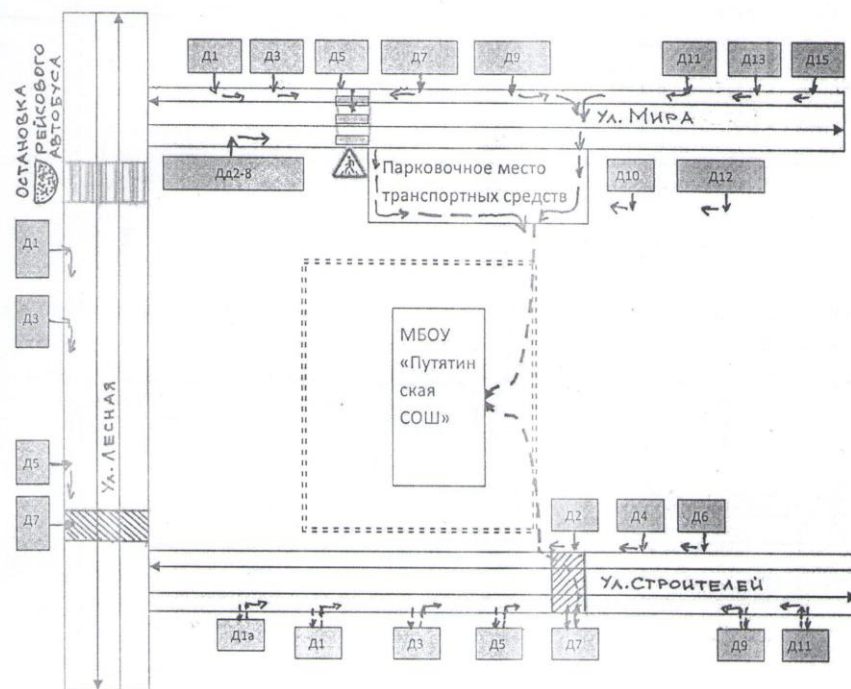 Д1 Д3 Д5 Д7 Д9 Д11 Д13 Д15
ОСТАНОВКА
РЕЙСОВОГО
АВТОБУСА
Ул. Мира
Дд2-8
Парковочное место
транспортных средств
Д10 Д12
Д1
Д3
МБОУ
«Путятин
ская
СОШ»
Ул. Лесная
Д5
Д7
Д2 Д4 Д6
Ул. Строителей
Д1а Д1 Д3 Д5 Д7 Д9 Д11